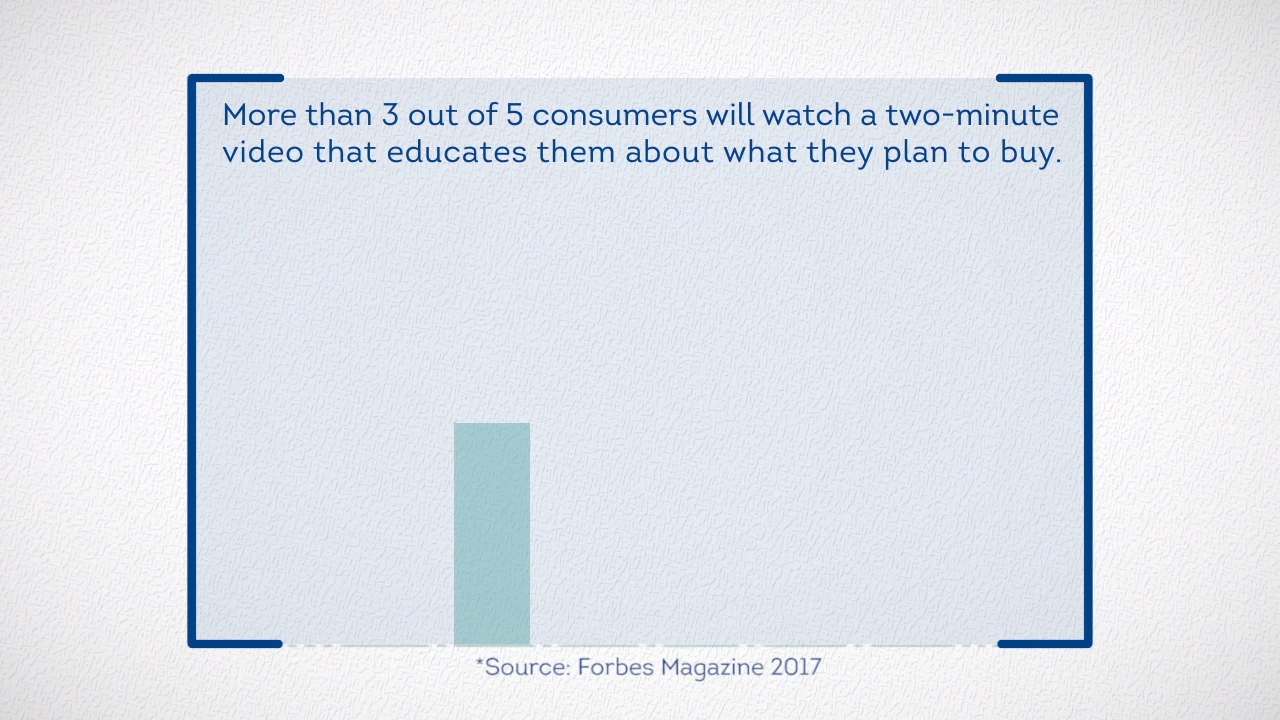 More than 3 out of 5 consumers will watch a two-minute
video that educates them about what they plan to buy.
*Source: Forbes Magazine 2017